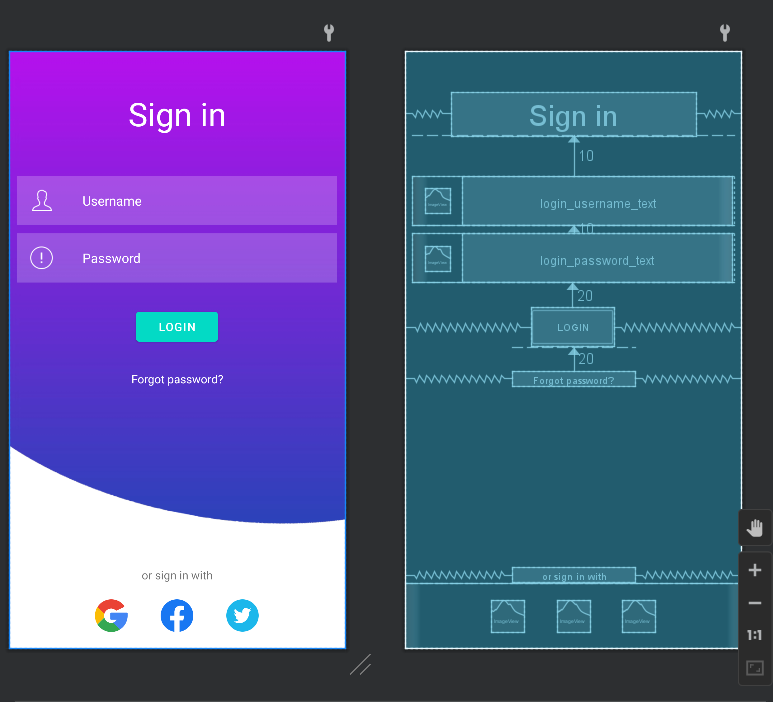 Sign in
Username
Password
LOGIN
Forgot password?
or sign in with
Sign in
10
login_username_text
10
login_password_text
20
LOGIN
20
Forgot password?
or sign in with
ImageView
ImageView
ImageView
ImageView
ImageView
1:1